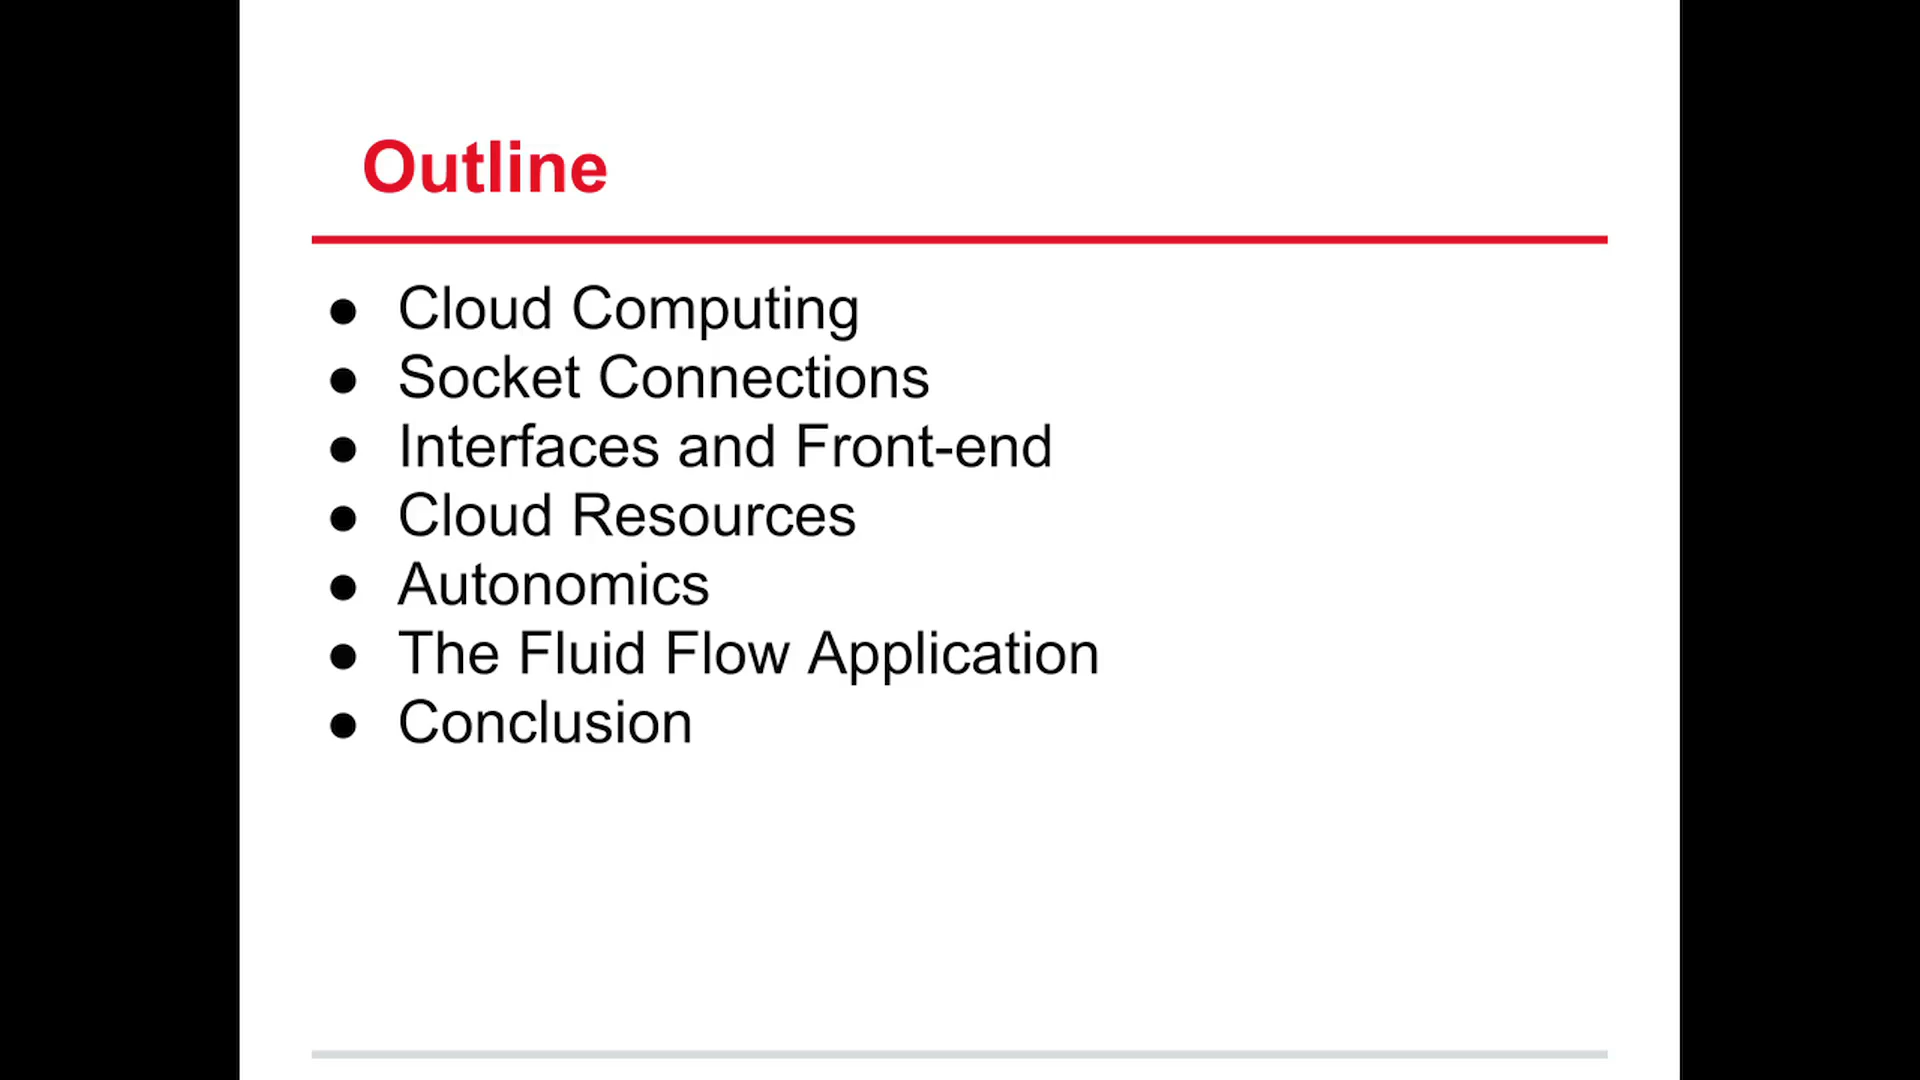 Outline
● Cloud Computing
● Socket Connections
● Interfaces and Front-end
● Cloud Resources
● Autonomics
● The Fluid Flow Application
● Conclusion